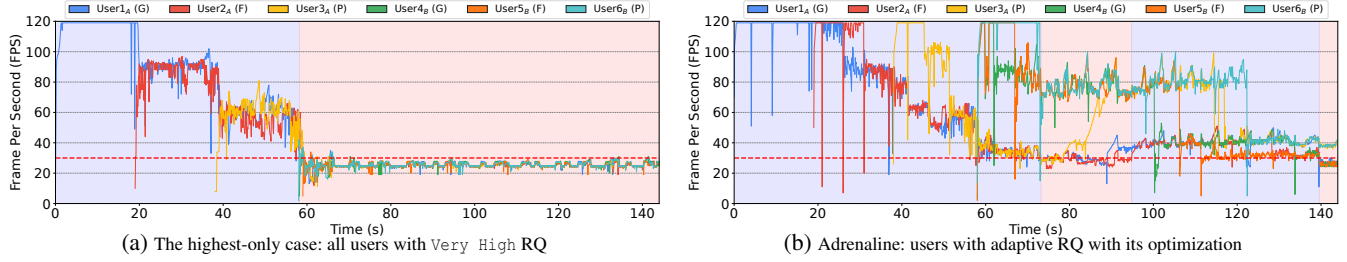 User1A (G) User2A (F) User3A (P) User4B (G) User5B (F) User6B (P)
120
100
80
60
40
20
0
Frame Per Second (FPS)
0 20 40 60 80 100 120 140
Time (s)
(a) The highest-only case: all users with Very High RQ
User1A (G) User2A (F) User3A (P) User4B (G) User5B (F) User6B (P)
120
100
80
60
40
20
0
Frame Per Second (FPS)
0 20 40 60 80 100 120 140
Time (s)
(b) Adrenaline: users with adaptive RQ with its optimization